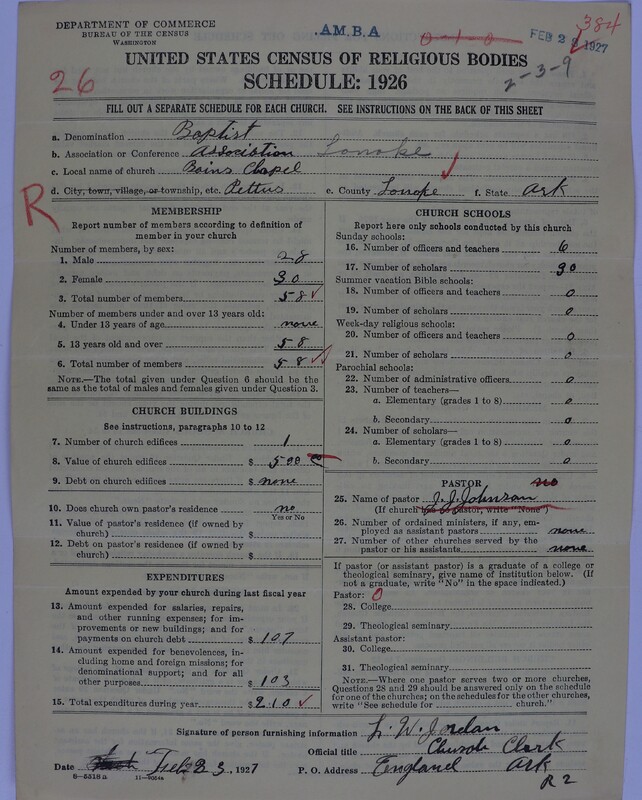 DEPARTMENT OF COMMERCE
BUREAU OF THE CENSUS
WASHINGTON
A.M.B.A
0-1-0
FEB 2 1927
384
2-3-9
26
UNITED STATES CENSUS OF RELIGIOUS BODIES
SCHEDULE: 1926
FILL OUT A SEPARATE SCHEDULE FOR EACH CHURCH. SEE INSTRUCTIONS ON THE BACK OF THIS SHEET
a. Denomination Baptist
b. Association or Conference Association Lonoke
c. Local name of church Boins Chapel
d. City, town, village, or township, etc. Pettus e. County Lonoke f. State Ark
R
MEMBERSHIP
Report number of members according to definition of
member in your church
Number of members, by sex:
1. Male 28
2. Female 30
3. Total number of members 58
Number of members under and over 13 years old:
4. Under 13 years of age none
5. 13 years old and over 58
6. Total number of members 58
NOTE.—The total given under Question 6 should be
same as the total of males and females given under Question 3.
CHURCH BUILDINGS
See instructions, paragraphs 10 to 12
7. Number of church edifices 1
8. Value of church edifices $ 500
9. Debt on church edifices $ none
10. Does church own pastor's residence no
Yes or No
11. Value of pastor's residence (if owned by
church) $
12. Debt on pastor's residence (if owned by
church) $
EXPENDITURES
Amount expended by your church during last fiscal year
13. Amount expended for salaries, repairs,
and other running expenses; for im-
provements or new buildings; and for
payments on church debt $ 107
14. Amount expended for benevolences, in-
cluding home and foreign missions; for
denominational support; and for all
other purposes $ 103
15. Total expenditures during year $ 210
CHURCH SCHOOLS
Report here only schools conducted by this church
Sunday schools:
16. Number of officers and teachers 6
17. Number of scholars 30
Summer vacation Bible schools:
18. Number of officers and teachers 0
19. Number of scholars 0
Week-day religious schools:
20. Number of officers and teachers 0
21. Number of scholars 0
Parochial schools:
22. Number of administrative officers 0
23. Number of teachers—
a. Elementary (grades 1 to 8) 0
b. Secondary 0
24. Number of scholars—
a. Elementary (grades 1 to 8) 0
b. Secondary 0
PASTOR no
25. Name of pastor J. J. Johnson
(If church has no pastor, write "None")
26. Number of ordained ministers, if any, em-
ployed as assistant pastors none
27. Number of other churches served by the
pastor or his assistants none
If pastor (or assistant pastor) is a graduate of a college or
theological seminary, give name of institution below. (If
not a graduate, write "No" in the space indicated.)
Pastor: 0
28. College
29. Theological seminary
Assistant pastor:
30. College
31. Theological seminary
NOTE.—Where one pastor serves two or more churches,
Questions 28 and 29 should be answered only on the schedule
for one of the churches; on the schedules for the other churches,
write "See schedule for church."
Signature of person furnishing information L. W. Jordan
Official title Church Clerk
Date Feb 23, 1927 P. O. Address England Ark
8-5518a 11-9064a R 2